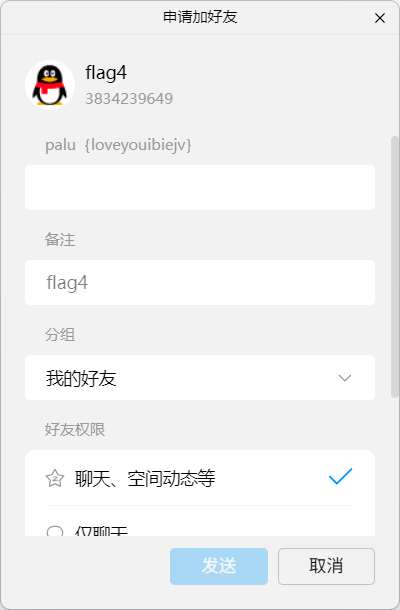 申请加好友
flag4
3834239649
palu {loveyouibiejv}
备注
flag4
分组
我的好友
好友权限
聊天、空间动态等
仅聊天
发送
取消